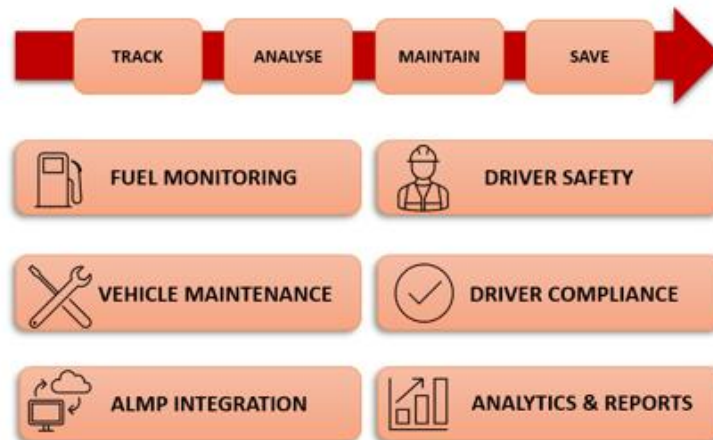 TRACK
ANALYSE
MAINTAIN
SAVE
FUEL MONITORING
DRIVER SAFETY
VEHICLE MAINTENANCE
DRIVER COMPLIANCE
ALMP INTEGRATION
ANALYTICS & REPORTS